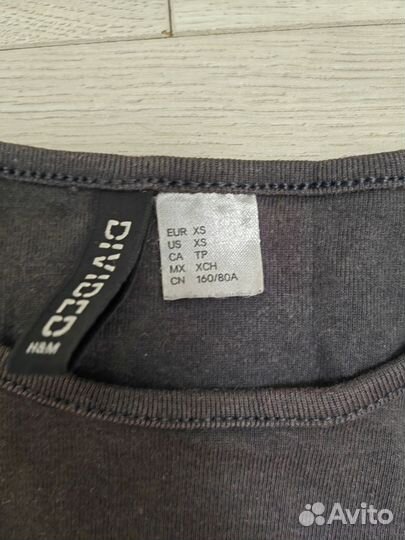 DIVIDED
H&M
EUR XS
US XS
CA TP
MX XCH
CN 160/80A
Avito